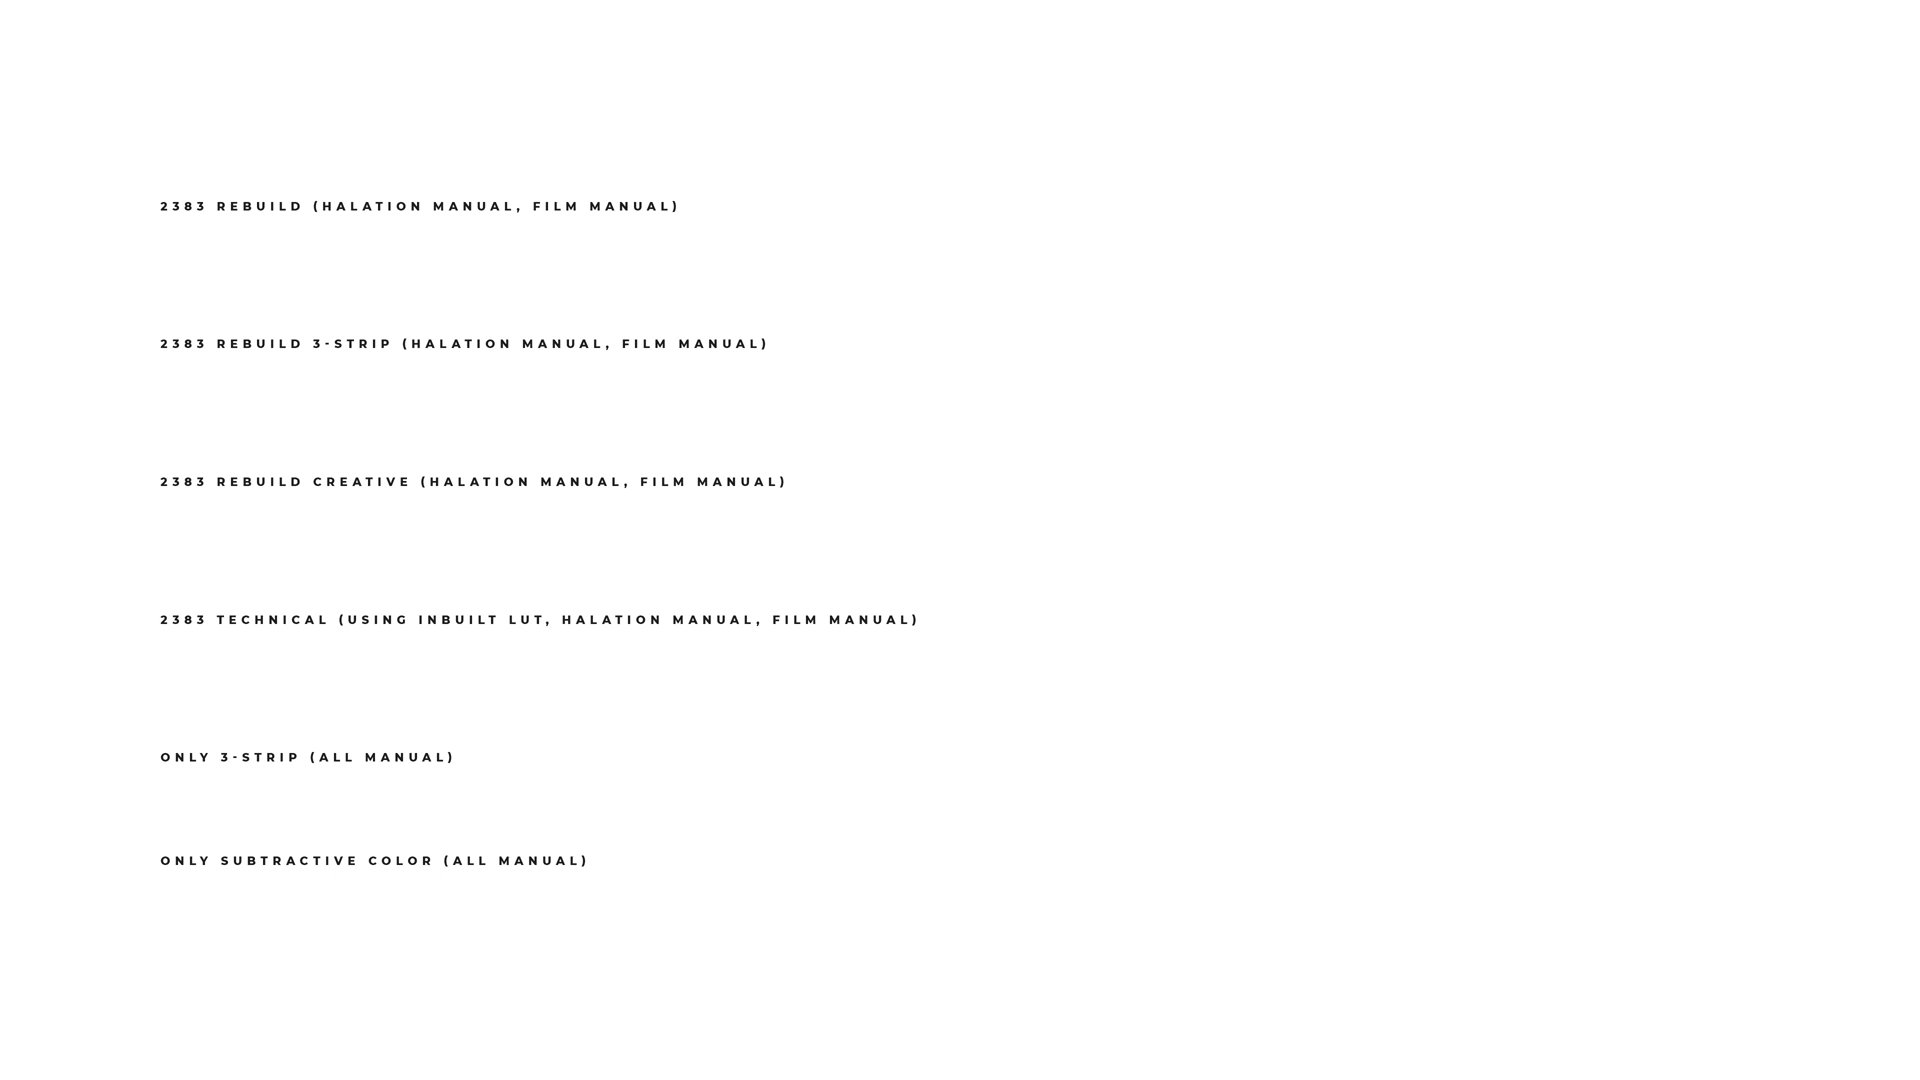 2383 REBUILD (HALATION MANUAL, FILM MANUAL)
2383 REBUILD 3-STRIP (HALATION MANUAL, FILM MANUAL)
2383 REBUILD CREATIVE (HALATION MANUAL, FILM MANUAL)
2383 TECHNICAL (USING INBUILT LUT, HALATION MANUAL, FILM MANUAL)
ONLY 3-STRIP (ALL MANUAL)
ONLY SUBTRACTIVE COLOR (ALL MANUAL)